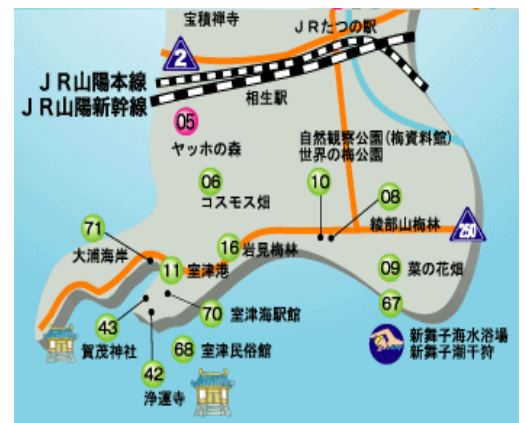 宝積禅寺
JRたつの駅
2
JR山陽本線
JR山陽新幹線
相生駅
05
ヤッホの森
自然観察公園(梅資料館)
世界の梅公園
06
コスモス畑
10
08
綾部山梅林
250
71
大浦海岸
16
岩見梅林
11
室津港
09
菜の花畑
67
70
室津海駅館
43
賀茂神社
68
室津民俗館
新舞子海水浴場
新舞子潮干狩
42
浄運寺